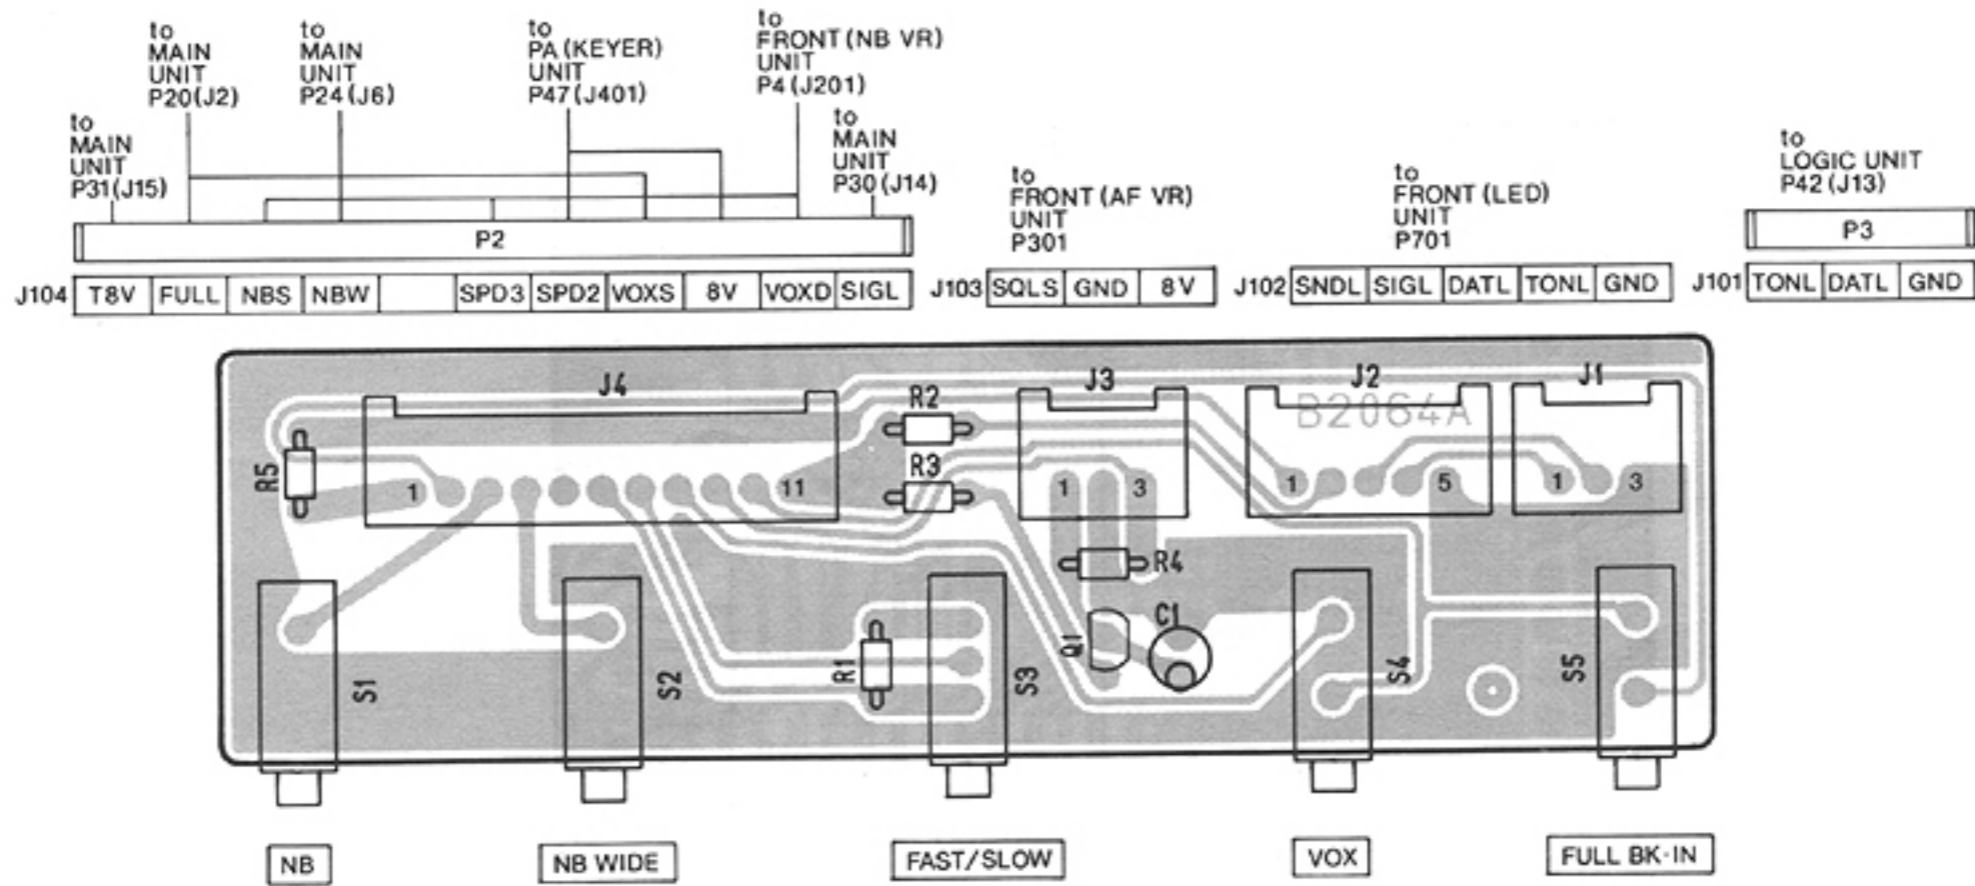 to
MAIN
UNIT
P31(J15)
to
MAIN
UNIT
P20(J2)
to
MAIN
UNIT
P24(J6)
to
PA(KEYER)
UNIT
P47(J401)
to
FRONT(NB VR)
UNIT
P4(J201)
to
MAIN
UNIT
P30(J14)
to
FRONT(AF VR)
UNIT
P301
to
FRONT(LED)
UNIT
P701
to
LOGIC UNIT
P42(J13)
P2
P3
J104 T8V FULL NBS NBW SPD3 SPD2 VOXS 8V VOXD SIGL
J103 SQLS GND 8V
J102 SNDL SIGL DATL TONL GND
J101 TONL DATL GND
J4
R2
J3
J2
J1
B2064A
R5
1
11
R3
1
3
1
5
1
3
R4
C1
Q1
S1
S2
R1
S3
S4
S5
NB
NB WIDE
FAST/SLOW
VOX
FULL BK-IN